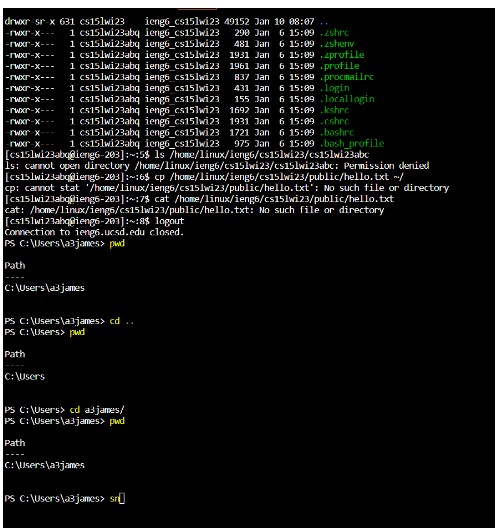 drwxr-sr-x 631 cs15lwi23 ieng6_cs15lwi23 49152 Jan 10 08:07 ..
-rwxr-x--- 1 cs15lwi23abq ieng6_cs15lwi23 290 Jan 6 15:09 .zshrc
-rwxr-x--- 1 cs15lwi23abq ieng6_cs15lwi23 481 Jan 6 15:09 .zshenv
-rwxr-x--- 1 cs15lwi23abq ieng6_cs15lwi23 1931 Jan 6 15:09 .zprofile
-rwxr-x--- 1 cs15lwi23abq ieng6_cs15lwi23 1961 Jan 6 15:09 .profile
-rwxr-x--- 1 cs15lwi23abq ieng6_cs15lwi23 837 Jan 6 15:09 .procmailrc
-rwxr-x--- 1 cs15lwi23abq ieng6_cs15lwi23 431 Jan 6 15:09 .login
-rwxr-x--- 1 cs15lwi23abq ieng6_cs15lwi23 155 Jan 6 15:09 .locallogin
-rwxr-x--- 1 cs15lwi23abq ieng6_cs15lwi23 1692 Jan 6 15:09 .kshrc
-rwxr-x--- 1 cs15lwi23abq ieng6_cs15lwi23 1931 Jan 6 15:09 .cshrc
-rwxr-x--- 1 cs15lwi23abq ieng6_cs15lwi23 1721 Jan 6 15:09 .bashrc
-rwxr-x--- 1 cs15lwi23abq ieng6_cs15lwi23 975 Jan 6 15:09 .bash_profile
[cs15lwi23abq@ieng6-203]:~:5$ ls /home/linux/ieng6/cs15lwi23/cs15lwi23abc
ls: cannot open directory /home/linux/ieng6/cs15lwi23/cs15lwi23abc: Permission denied
[cs15lwi23abq@ieng6-203]:~:6$ cp /home/linux/ieng6/cs15lwi23/public/hello.txt ~/
cp: cannot stat '/home/linux/ieng6/cs15lwi23/public/hello.txt': No such file or directory
[cs15lwi23abq@ieng6-203]:~:7$ cat /home/linux/ieng6/cs15lwi23/public/hello.txt
cat: /home/linux/ieng6/cs15lwi23/public/hello.txt: No such file or directory
[cs15lwi23abq@ieng6-203]:~:8$ logout
Connection to ieng6.ucsd.edu closed.
PS C:\Users\a3james> pwd
Path
----
C:\Users\a3james
PS C:\Users\a3james> cd ..
PS C:\Users> pwd
Path
----
C:\Users
PS C:\Users> cd a3james/
PS C:\Users\a3james> pwd
Path
----
C:\Users\a3james
PS C:\Users\a3james> sn